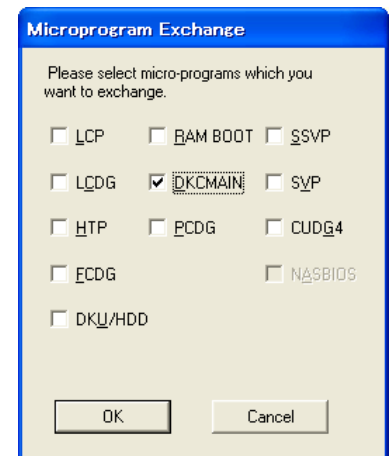 Microprogram Exchange
Please select micro-programs which you
want to exchange.
LCP RAM BOOT SSVP
LCDG DKCMAIN SVP
HTP PCDG CUDG4
FCDG NASBIOS
DKU/HDD
OK Cancel